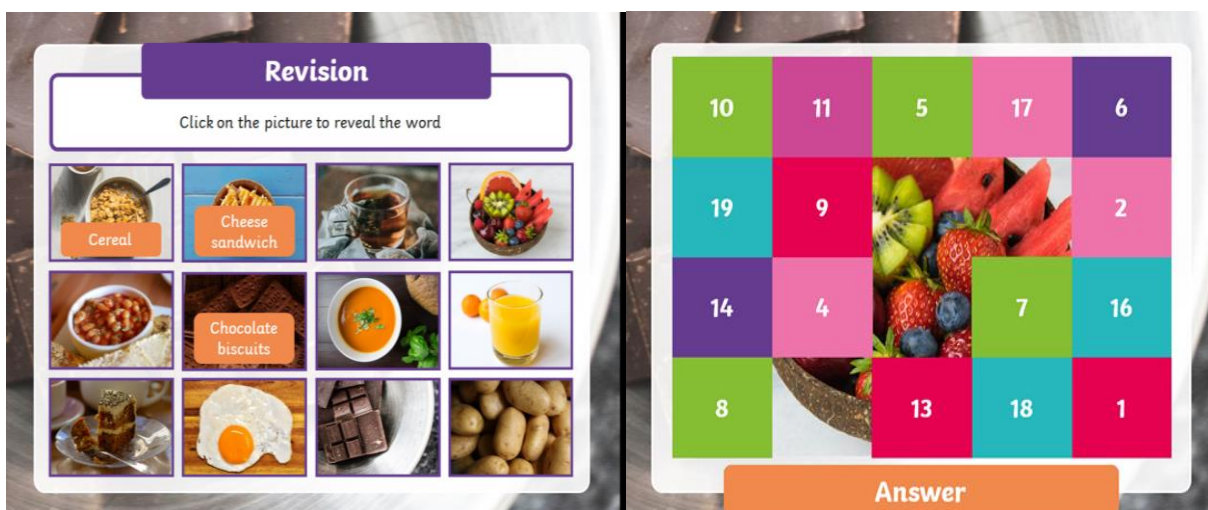 Revision
Click on the picture to reveal the word
Cereal
Cheese
sandwich
Chocolate
biscuits
10 11 5 17 6
19 9 2
14 4 7 16
8 13 18 1
Answer